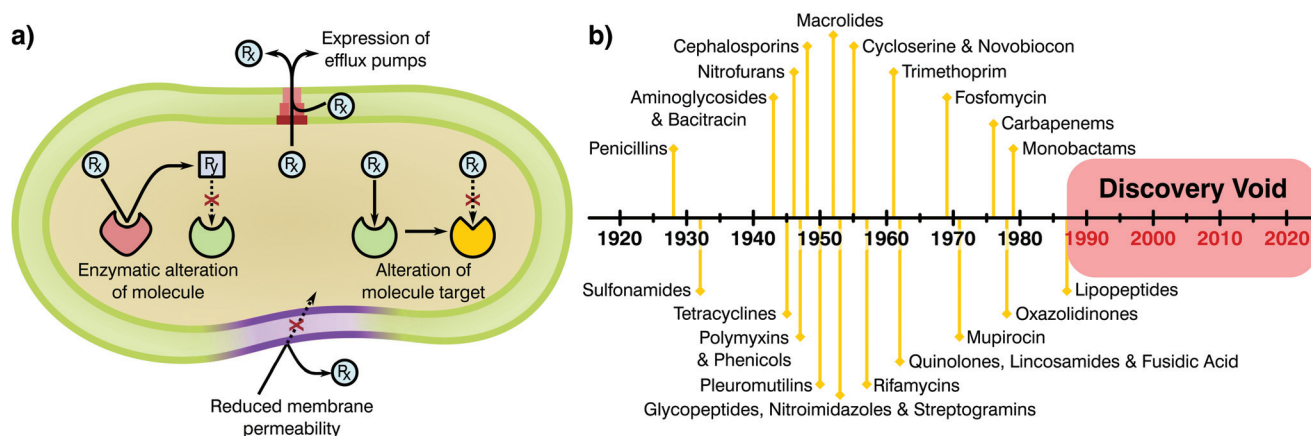 a)
Rx
Expression of
efflux pumps
Rx
Rx
Ry
Rx
Rx
Rx
Enzymatic alteration
of molecule
Alteration of
molecule target
X
X
X
Rx
Reduced membrane
permeability
b)
Macrolides
Cephalosporins
Cycloserine & Novobiocon
Nitrofurans
Trimethoprim
Aminoglycosides
& Bacitracin
Fosfomycin
Carbapenems
Penicillins
Monobactams
Discovery Void
1920 1930 1940 1950 1960 1970 1980 1990 2000 2010 2020
Sulfonamides
Lipopeptides
Tetracyclines
Oxazolidinones
Polymyxins
& Phenicols
Mupirocin
Quinolones, Lincosamides & Fusidic Acid
Pleuromutilins
Rifamycins
Glycopeptides, Nitroimidazoles & Streptogramins